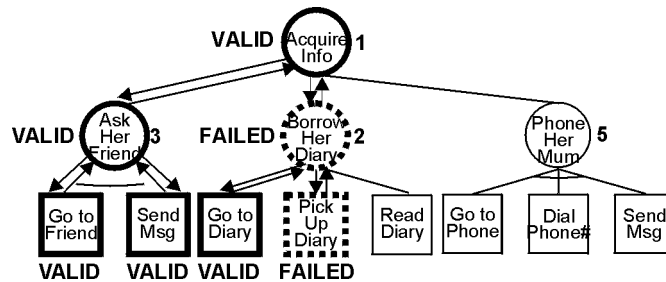 VALID
Acquire
Info
1
VALID
Ask
Her
Friend
3
FAILED
Borrow
Her
Diary
2
Phone
Her
Mum
5
Go to
Friend
Send
Msg
Go to
Diary
Pick
Up
Diary
Read
Diary
Go to
Phone
Dial
Phone#
Send
Msg
VALID
VALID
VALID
FAILED